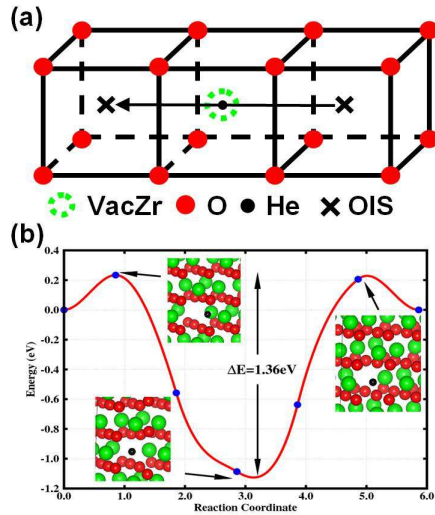 (a)
VacZr O He OIS
(b)
0.4
0.2
0.0
-0.2
-0.4
-0.6
-0.8
-1.0
-1.2
Energy (eV)
ΔE=1.36eV
0.0 1.0 2.0 3.0 4.0 5.0 6.0
Reaction Coordinate